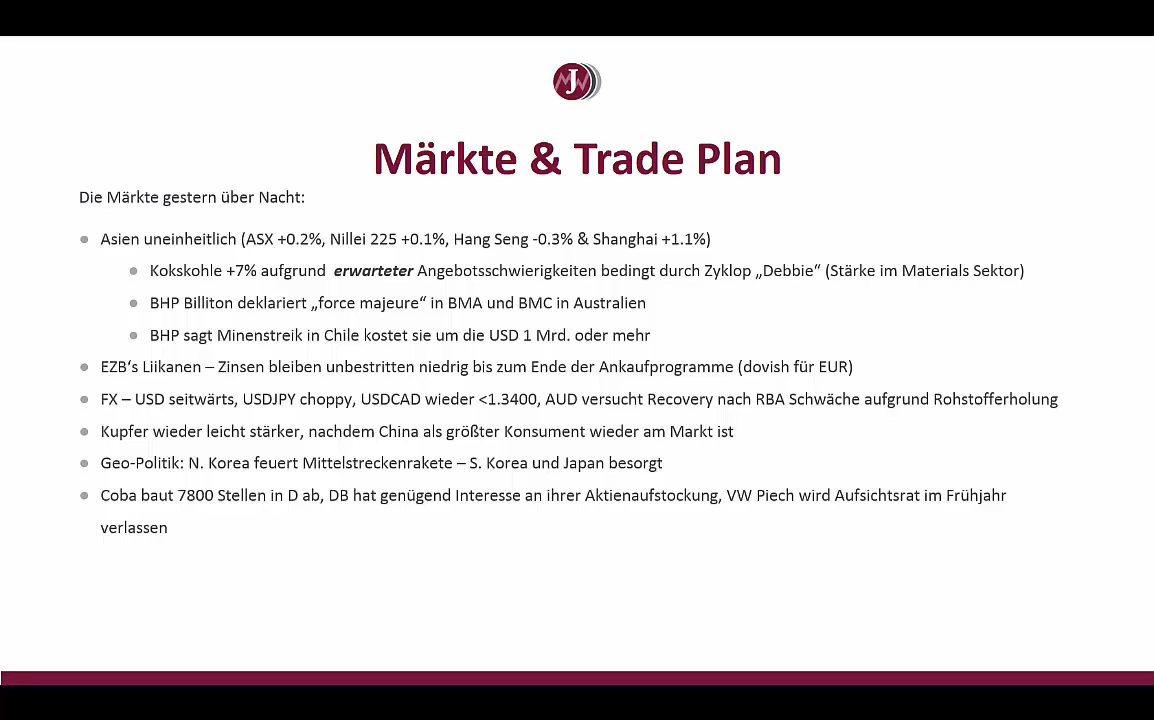 J
Märkte & Trade Plan
Die Märkte gestern über Nacht:
Asien uneinheitlich (ASX +0.2%, Nillei 225 +0.1%, Hang Seng -0.3% & Shanghai +1.1%)
Kokskohle +7% aufgrund erwarteter Angebotsschwierigkeiten bedingt durch Zyklop „Debbie“ (Stärke im Materials Sektor)
BHP Billiton deklariert „force majeure“ in BMA und BMC in Australien
BHP sagt Minenstreik in Chile kostet sie um die USD 1 Mrd. oder mehr
EZB‘s Liikanen – Zinsen bleiben unbestritten niedrig bis zum Ende der Ankaufprogramme (dovish für EUR)
FX – USD seitwärts, USDJPY choppy, USDCAD wieder <1.3400, AUD versucht Recovery nach RBA Schwäche aufgrund Rohstofferholung
Kupfer wieder leicht stärker, nachdem China als größter Konsument wieder am Markt ist
Geo-Politik: N. Korea feuert Mittelstreckenrakete – S. Korea und Japan besorgt
Coba baut 7800 Stellen in D ab, DB hat genügend Interesse an ihrer Aktienaufstockung, VW Piech wird Aufsichtsrat im Frühjahr
verlassen